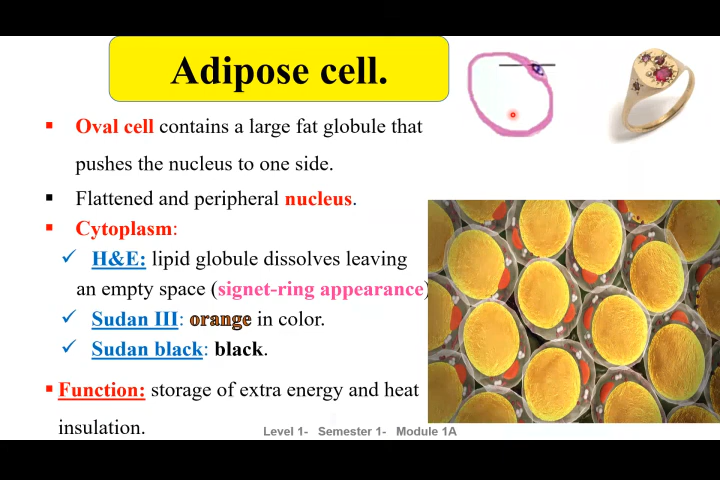 Adipose cell.
▪ Oval cell contains a large fat globule that
pushes the nucleus to one side.
▪ Flattened and peripheral nucleus.
▪ Cytoplasm:
✓ H&E: lipid globule dissolves leaving
an empty space (signet-ring appearance)
✓ Sudan III: orange in color.
✓ Sudan black: black.
▪ Function: storage of extra energy and heat
insulation.
Level 1- Semester 1- Module 1A